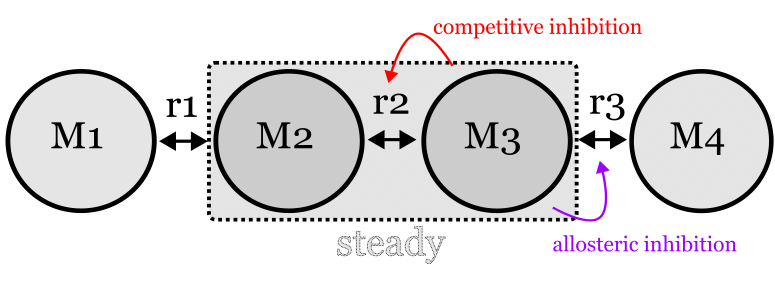 competitive inhibition
r1
r2
r3
M1
M2
M3
M4
steady
allosteric inhibition